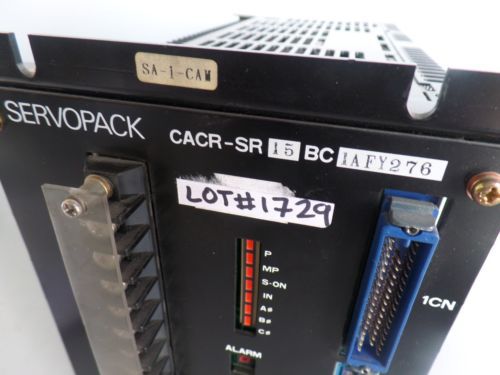 SA-1-CAM
SERVOPACK
CACR-SR 15 BC 1AFY276
LOT#1729
P
MP
S-ON
IN
A#
B#
C#
1CN
ALARM